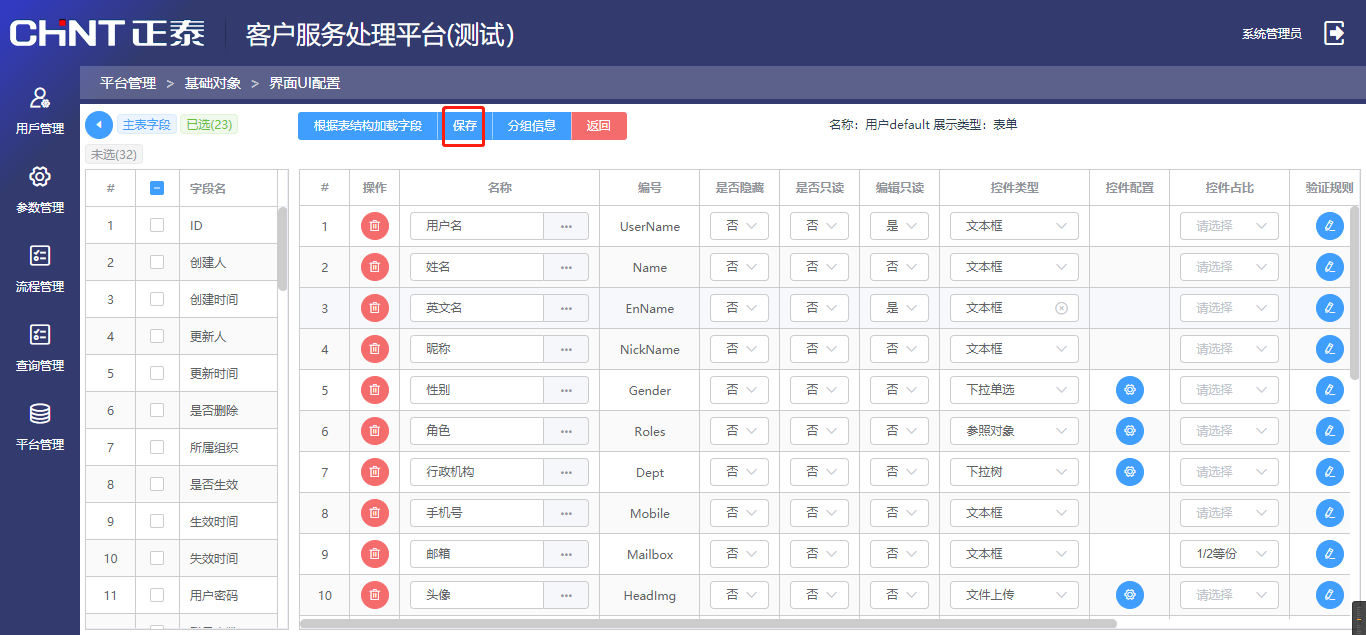 CHiNT 正泰 客户服务处理平台(测试) 系统管理员
平台管理 > 基础对象 > 界面UI配置
用戶管理
参数管理
流程管理
查询管理
平台管理
主表字段 已选(23)
未选(32)
根据表结构加载字段 保存 分组信息 返回 名称：用户default 展示类型：表单
# 字段名
1 ID
2 创建人
3 创建时间
4 更新人
5 更新时间
6 是否删除
7 所属组织
8 是否生效
9 生效时间
10 失效时间
11 用户密码
# 操作 名称 编号 是否隐藏 是否只读 编辑只读 控件类型 控件配置 控件占比 验证规则
1 用户名 ... UserName 否 否 是 文本框 请选择
2 姓名 ... Name 否 否 否 文本框 请选择
3 英文名 ... EnName 否 否 是 文本框 请选择
4 昵称 ... NickName 否 否 否 文本框 请选择
5 性别 ... Gender 否 否 否 下拉单选 请选择
6 角色 ... Roles 否 否 否 参照对象 请选择
7 行政机构 ... Dept 否 否 否 下拉树 请选择
8 手机号 ... Mobile 否 否 否 文本框 请选择
9 邮箱 ... Mailbox 否 否 否 文本框 1/2等份
10 头像 ... HeadImg 否 否 否 文件上传 请选择